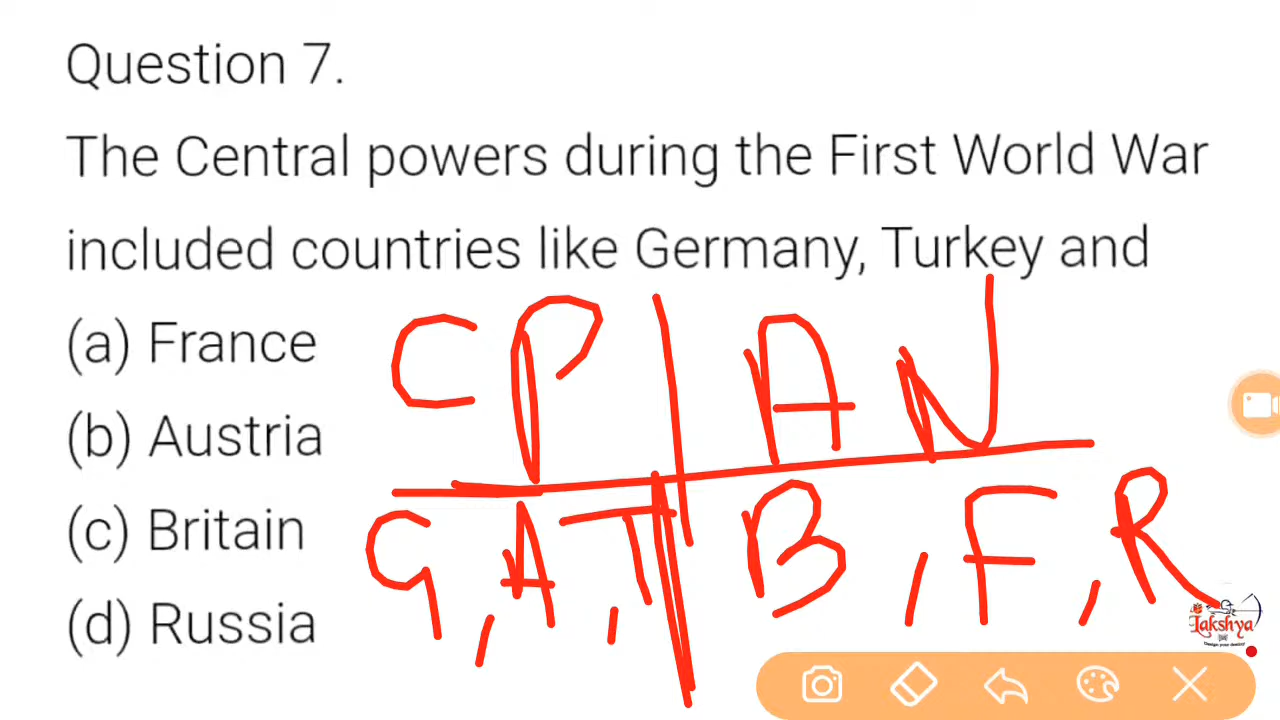 Question 7.
The Central powers during the First World War
included countries like Germany, Turkey and
(a) France
CP | AN
(b) Austria
(c) Britain
G, A, T | B, F, R
(d) Russia
Lakshya